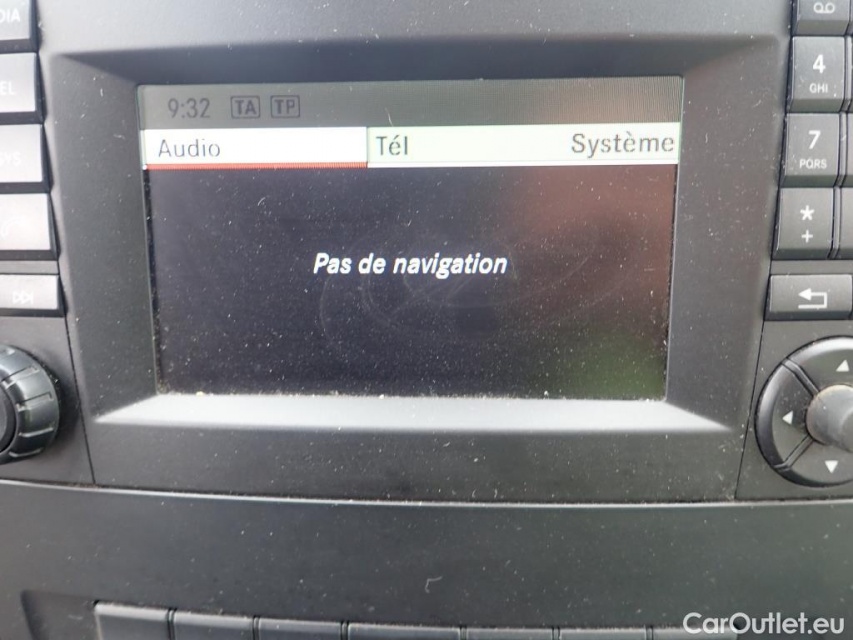 9:32 TA TP
Audio Tél Système
Pas de navigation
4
GHI
7
PQRS
*
+
CarOutlet.eu